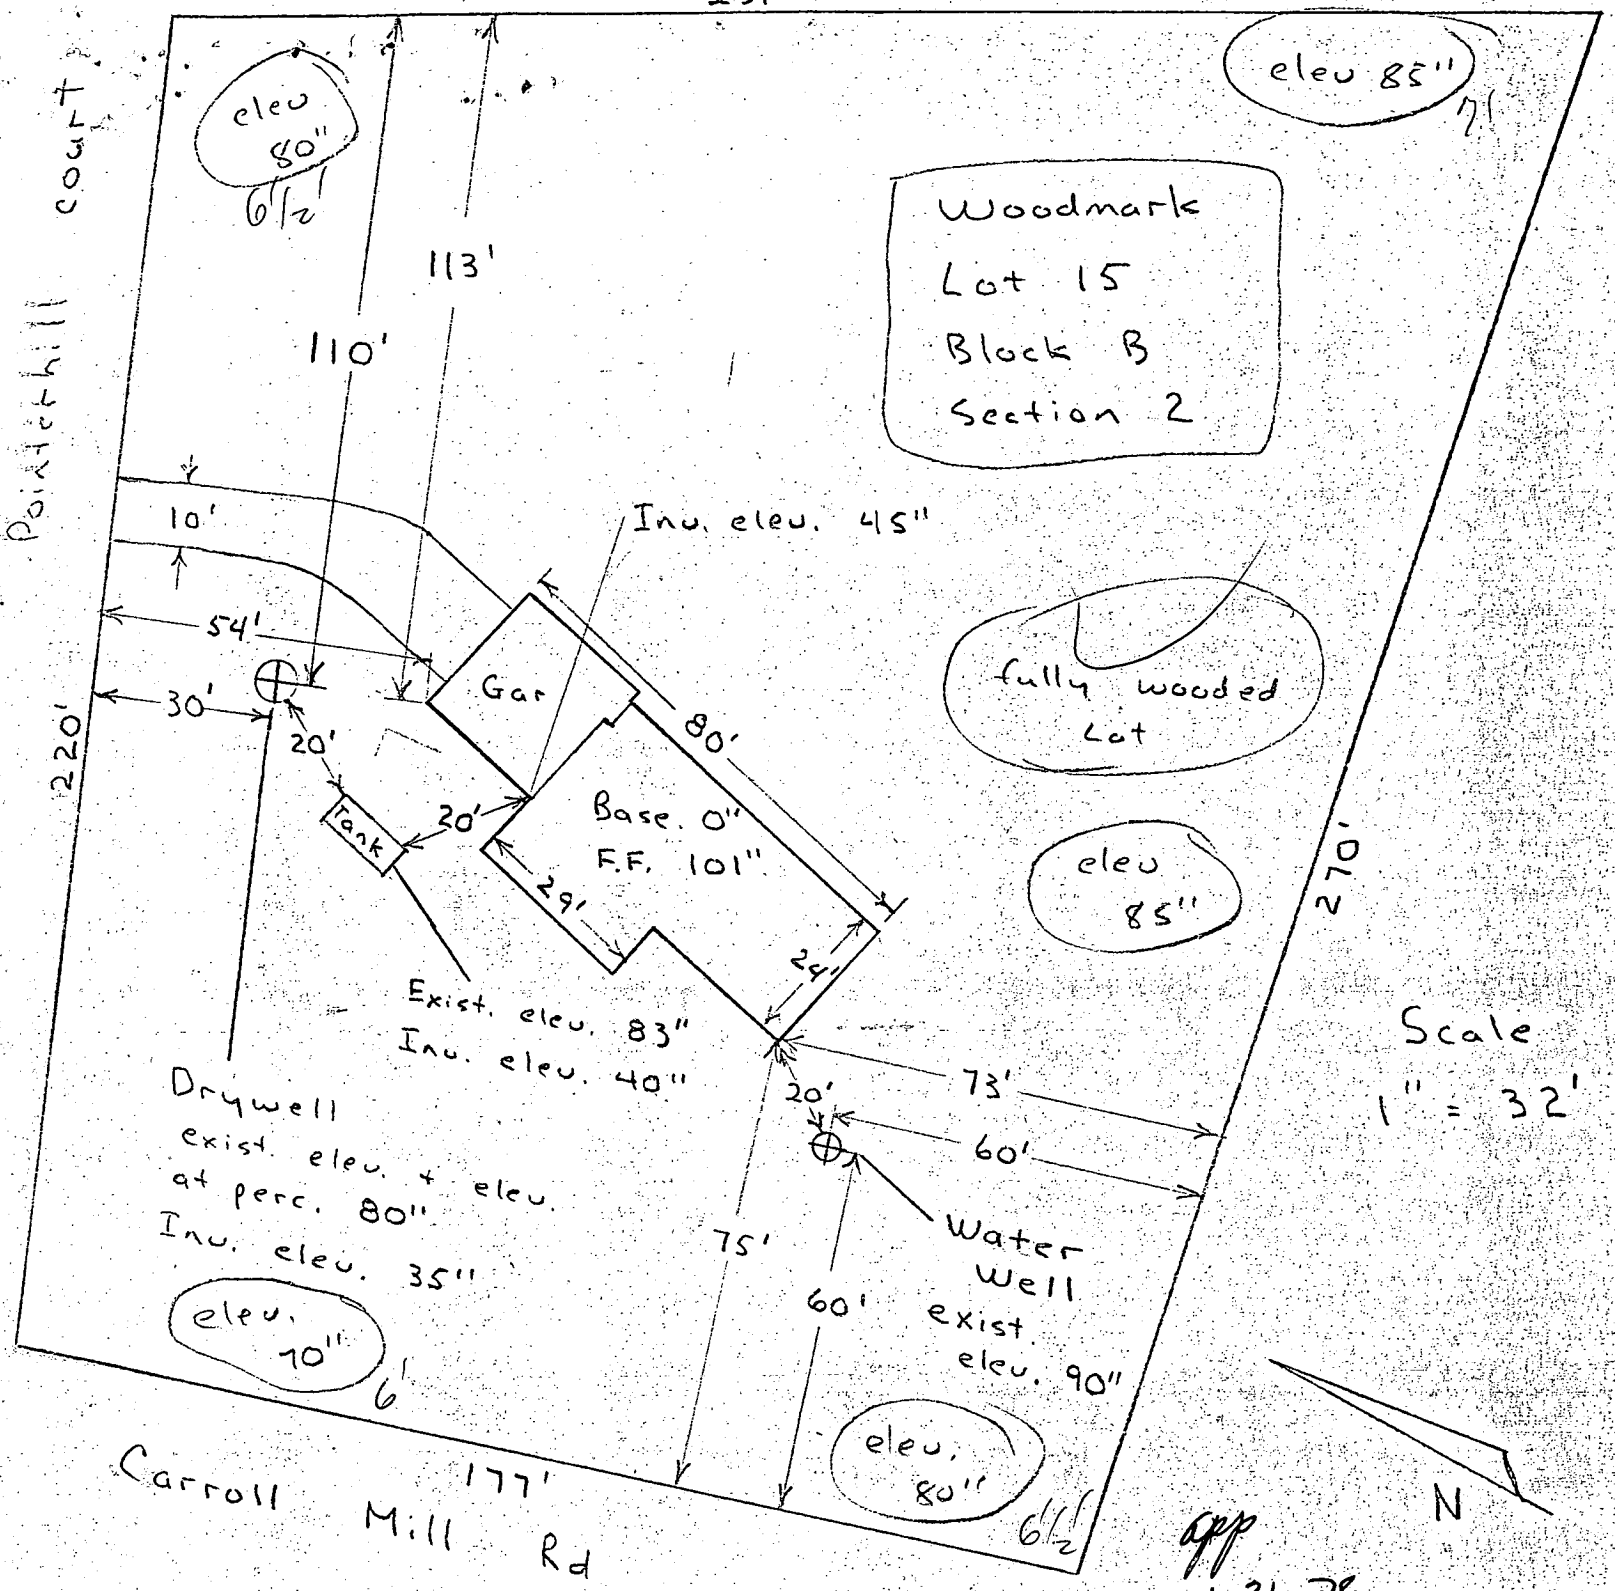 elev
80"
6 1/2'
elev 85"
7'
Court
Woodmark
Lot 15
Block B
Section 2
113'
110'
10'
Inv. elev. 45"
54'
30'
20'
220'
Gar
80'
fully wooded
Lot
Tank
20'
Base. 0"
F.F. 101"
29'
24'
elev
85"
270'
Exist. elev. 83"
Inv. elev. 40"
Scale
1" = 32'
73'
20'
60'
Drywell
exist. elev. + elev.
at perc. 80"
Inv. elev. 35"
75'
60'
Water
Well
exist.
elev. 90"
elev.
70"
6'
elev.
80"
6 1/2'
177'
Carroll Mill Rd
N
app